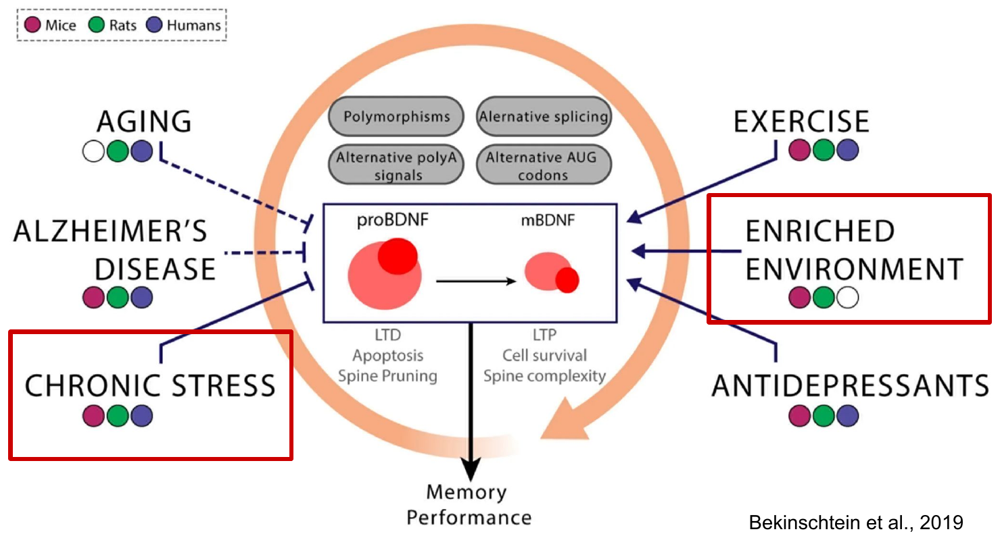 Mice Rats Humans
AGING
ALZHEIMER'S
DISEASE
CHRONIC STRESS
Polymorphisms
Alernative splicing
Alternative polyA
signals
Alternative AUG
codons
proBDNF
mBDNF
LTD
Apoptosis
Spine Pruning
LTP
Cell survival
Spine complexity
Memory
Performance
EXERCISE
ENRICHED
ENVIRONMENT
ANTIDEPRESSANTS
Bekinschtein et al., 2019